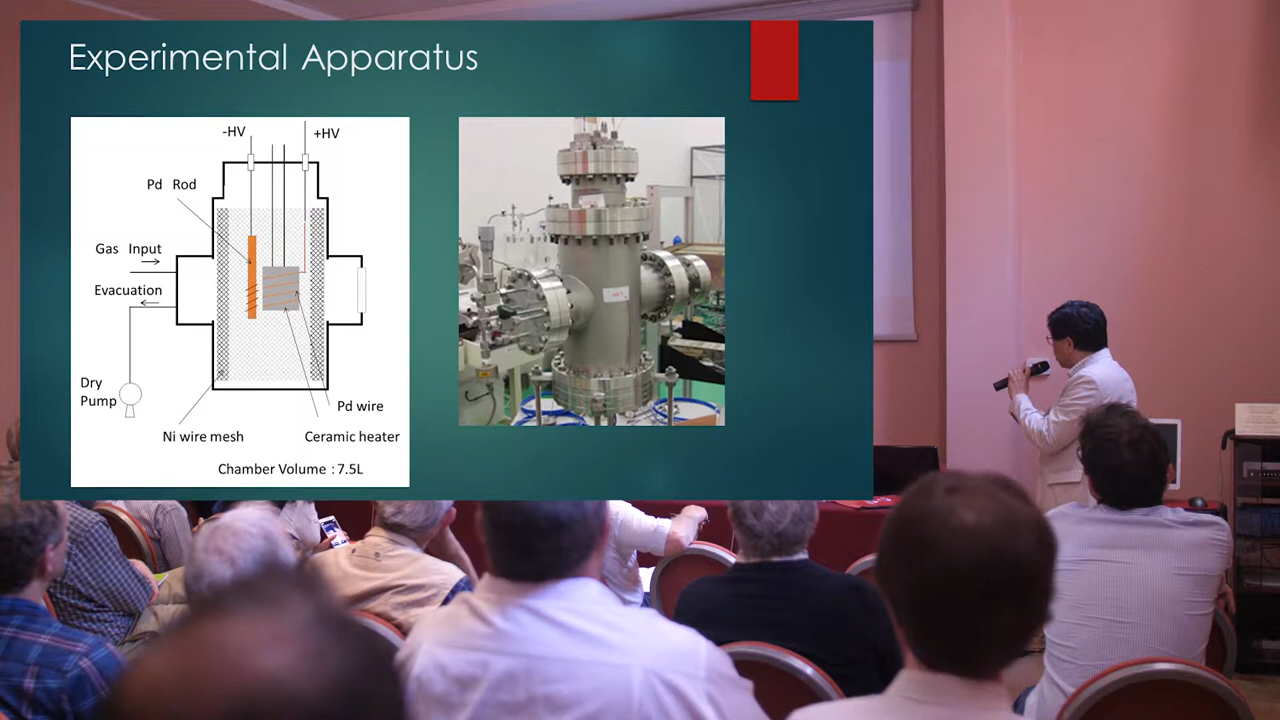 Experimental Apparatus
-HV
+HV
Pd Rod
Gas Input
Evacuation
Dry
Pump
Pd wire
Ni wire mesh
Ceramic heater
Chamber Volume : 7.5L